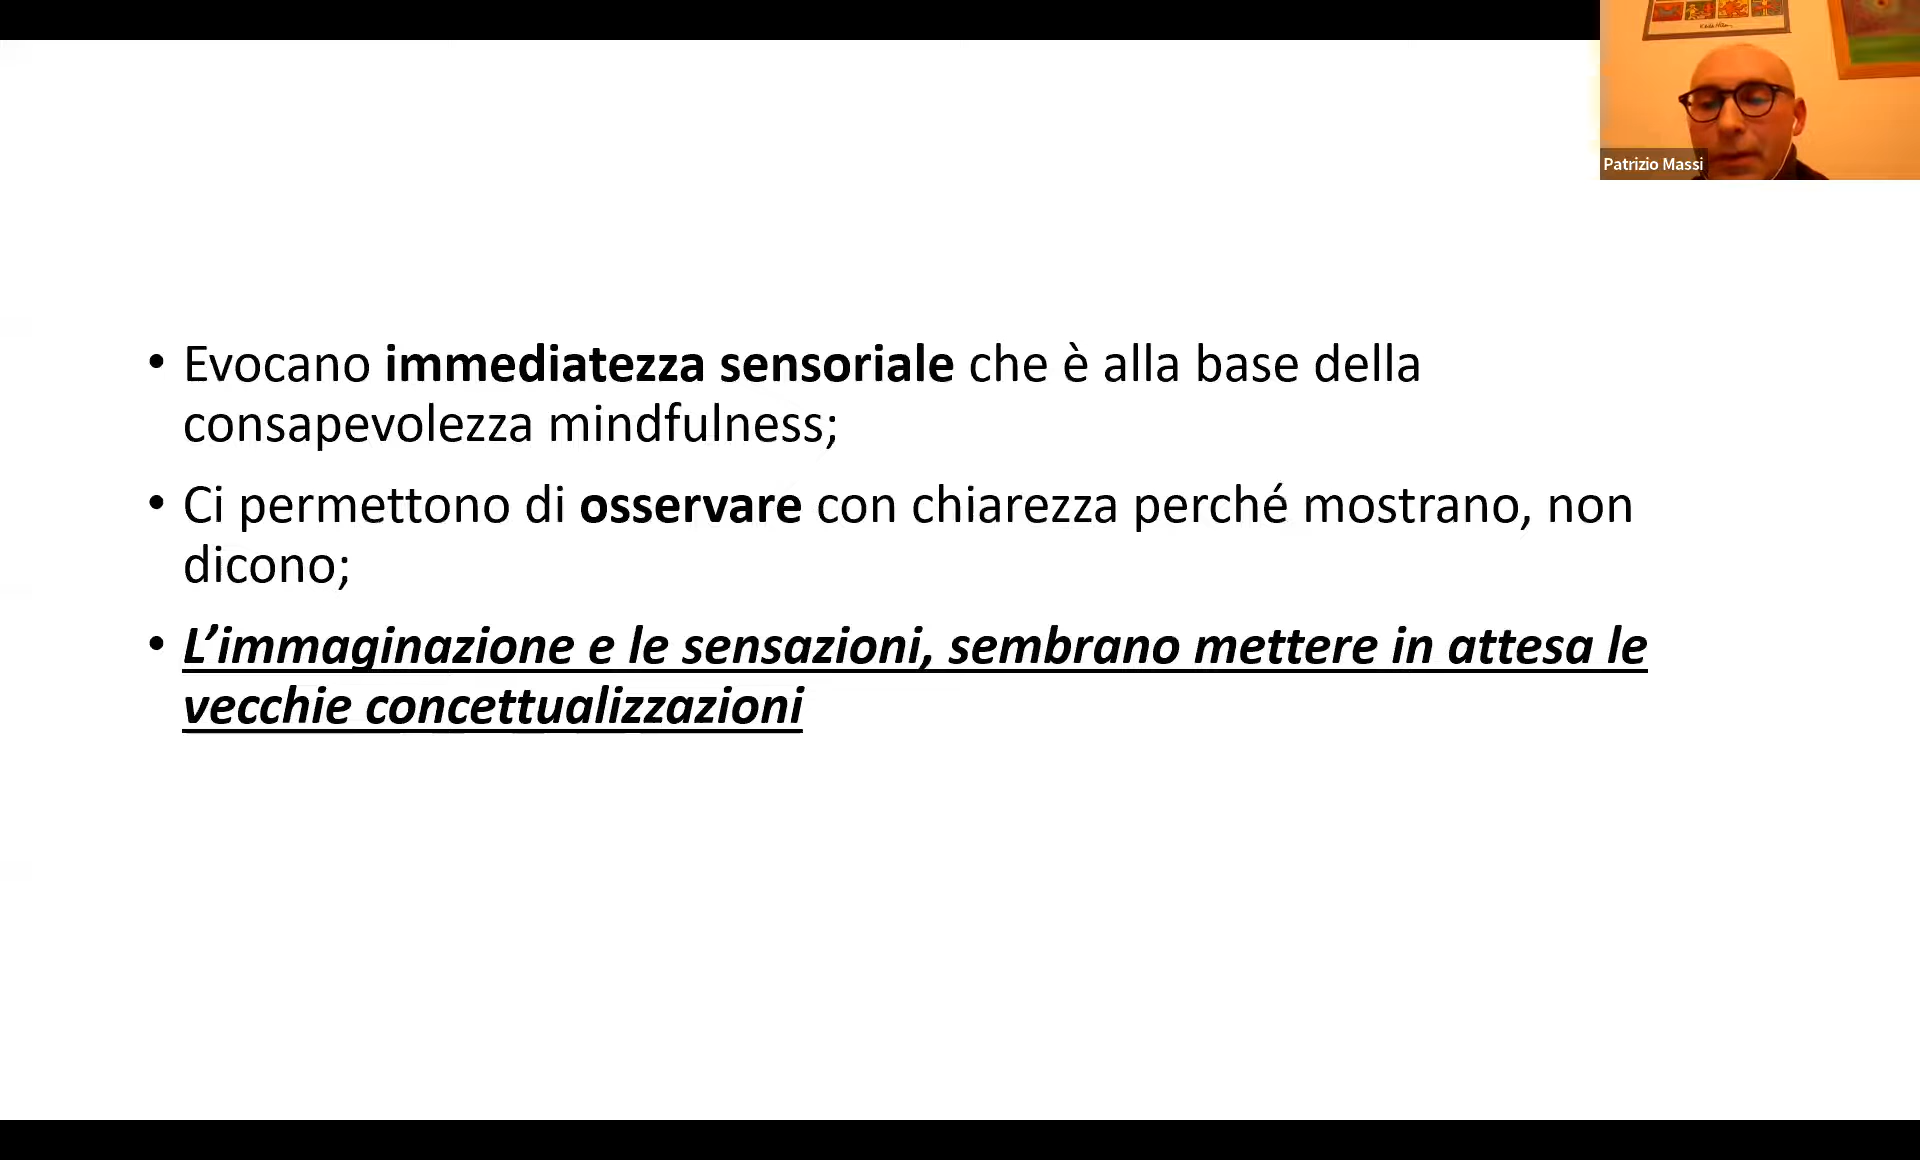 Patrizio Massi
• Evocano immediatezza sensoriale che è alla base della
consapevolezza mindfulness;
• Ci permettono di osservare con chiarezza perché mostrano, non
dicono;
• L’immaginazione e le sensazioni, sembrano mettere in attesa le
vecchie concettualizzazioni